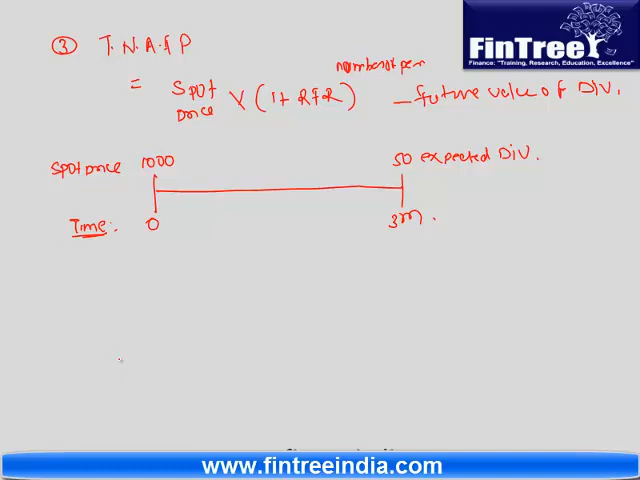 FinTree
Finance: "Training, Research, Education, Excellence"
③ T. N. A. f P
= Spot price × (1+ RfR) number of per – future value of DIV.
Spot price 1000 50 expected DIV.
Time: 0 3m.
www.fintreeindia.com